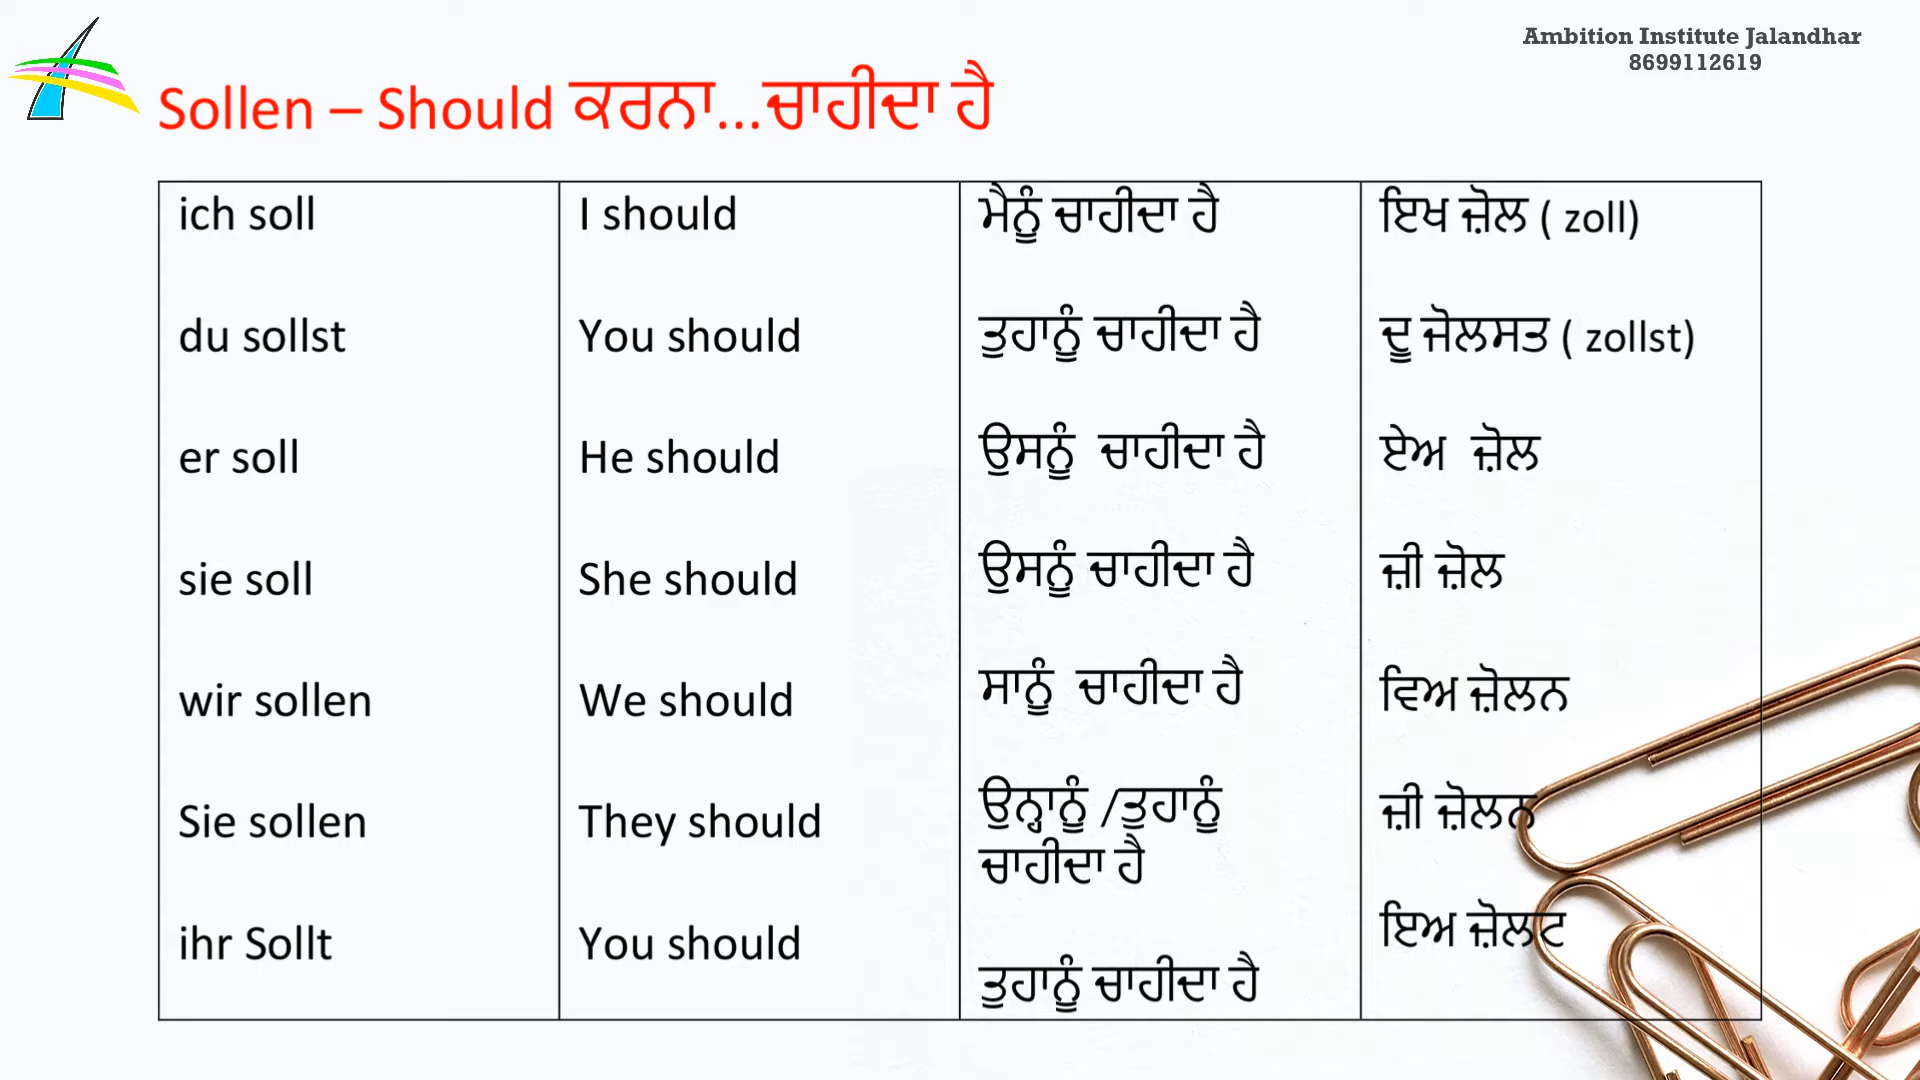 Ambition Institute Jalandhar
8699112619
Sollen – Should ਕਰਨਾ...ਚਾਹੀਦਾ ਹੈ
ich soll I should ਮੈਨੂੰ ਚਾਹੀਦਾ ਹੈ ਇਖ ਜ਼ੋਲ ( zoll)
du sollst You should ਤੁਹਾਨੂੰ ਚਾਹੀਦਾ ਹੈ ਦੂ ਜੋਲਸਤ ( zollst)
er soll He should ਉਸਨੂੰ ਚਾਹੀਦਾ ਹੈ ਏਅ ਜ਼ੋਲ
sie soll She should ਉਸਨੂੰ ਚਾਹੀਦਾ ਹੈ ਜ਼ੀ ਜ਼ੋਲ
wir sollen We should ਸਾਨੂੰ ਚਾਹੀਦਾ ਹੈ ਵਿਅ ਜ਼ੋਲਨ
Sie sollen They should ਉਨ੍ਹਾਨੂੰ /ਤੁਹਾਨੂੰ ਜ਼ੀ ਜ਼ੋਲਨ
ਚਾਹੀਦਾ ਹੈ
ihr Sollt You should ਤੁਹਾਨੂੰ ਚਾਹੀਦਾ ਹੈ ਇਅ ਜ਼ੋਲਟ